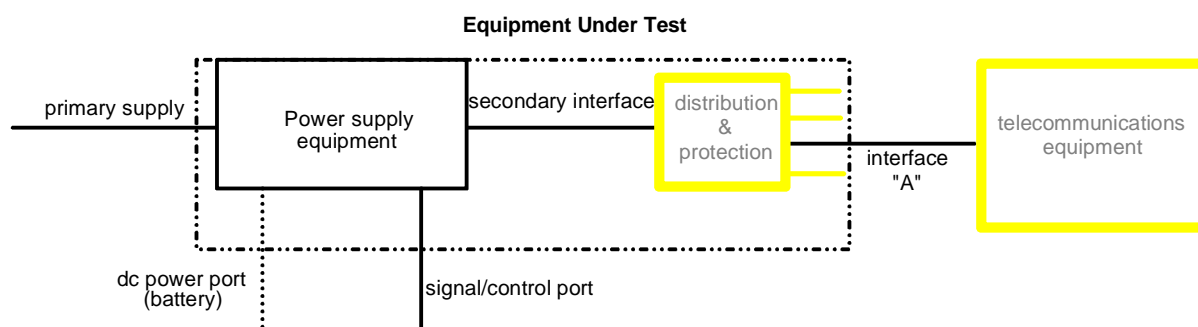 Equipment Under Test
primary supply
Power supply
equipment
secondary interface
distribution
&
protection
interface
"A"
telecommunications
equipment
dc power port
(battery)
signal/control port